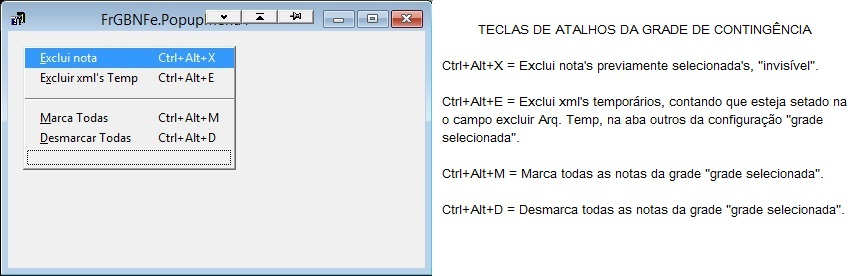 FrGBNFe.Popup
Exclui nota Ctrl+Alt+X
Excluir xml's Temp Ctrl+Alt+E
Marca Todas Ctrl+Alt+M
Desmarcar Todas Ctrl+Alt+D
TECLAS DE ATALHOS DA GRADE DE CONTINGÊNCIA
Ctrl+Alt+X = Exclui nota's previamente selecionada's, "invisível".
Ctrl+Alt+E = Exclui xml's temporários, contando que esteja setado na
o campo excluir Arq. Temp, na aba outros da configuração "grade
selecionada".
Ctrl+Alt+M = Marca todas as notas da grade "grade selecionada".
Ctrl+Alt+D = Desmarca todas as notas da grade "grade selecionada".